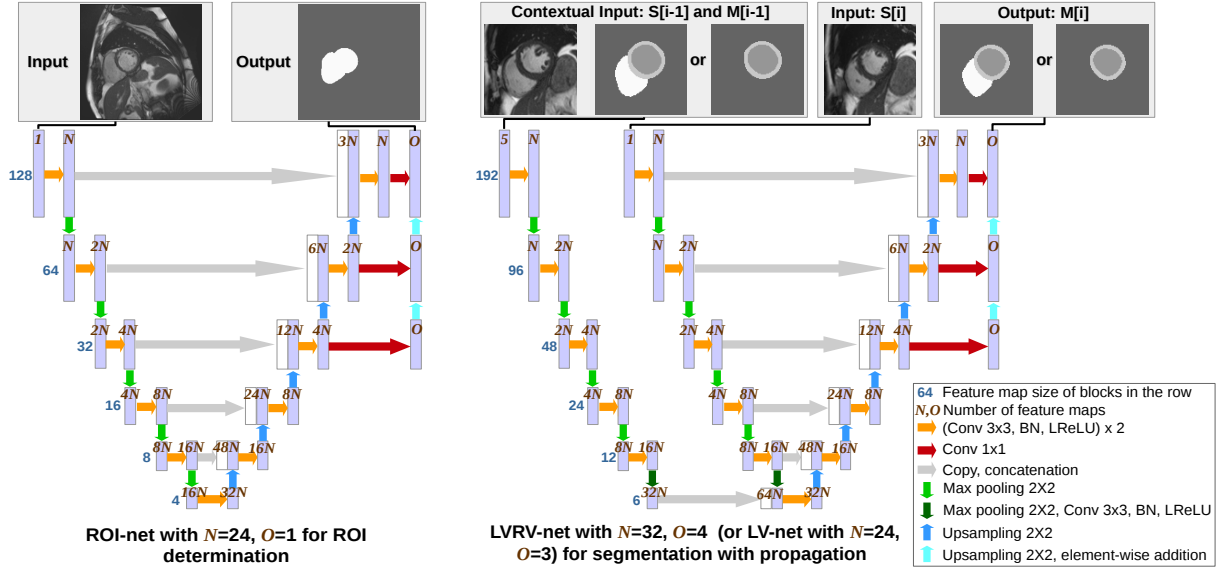 Input
Output
Contextual Input: S[i-1] and M[i-1]
or
Input: S[i]
Output: M[i]
or
1 N 3N N O
128
N 2N 6N 2N O
64
2N 4N 12N 4N O
32
4N 8N 24N 8N
16
8N 16N 48N 16N
8
16N 32N
4
5 N 1 N 3N N O
192
N 2N N 2N 6N 2N O
96
2N 4N 2N 4N 12N 4N O
48
4N 8N 4N 8N 24N 8N
24
8N 16N 8N 16N 48N 16N
12
32N 64N 32N
6
ROI-net with N=24, O=1 for ROI
determination
LVRV-net with N=32, O=4 (or LV-net with N=24,
O=3) for segmentation with propagation
64 Feature map size of blocks in the row
N,O Number of feature maps
(Conv 3x3, BN, LReLU) x 2
Conv 1x1
Copy, concatenation
Max pooling 2X2
Max pooling 2X2, Conv 3x3, BN, LReLU
Upsampling 2X2
Upsampling 2X2, element-wise addition